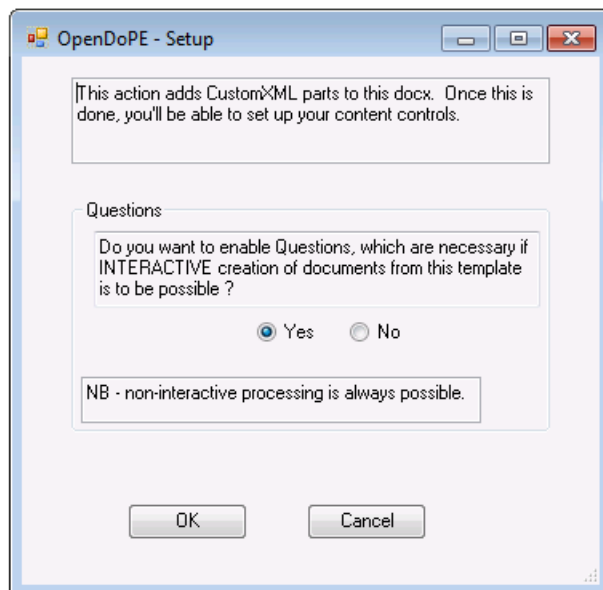 OpenDoPE - Setup
This action adds CustomXML parts to this docx.  Once this is
done, you'll be able to set up your content controls.
Questions
Do you want to enable Questions, which are necessary if
INTERACTIVE creation of documents from this template
is to be possible ?
Yes No
NB - non-interactive processing is always possible.
OK Cancel